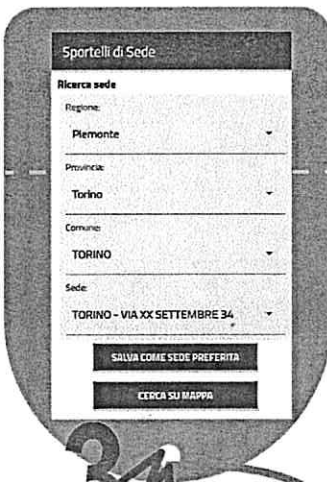 Sportelli di Sede
Ricerca sede
Regione:
Piemonte
Provincia:
Torino
Comune:
TORINO
Sede:
TORINO - VIA XX SETTEMBRE 34
SALVA COME SEDE PREFERITA
CERCA SU MAPPA